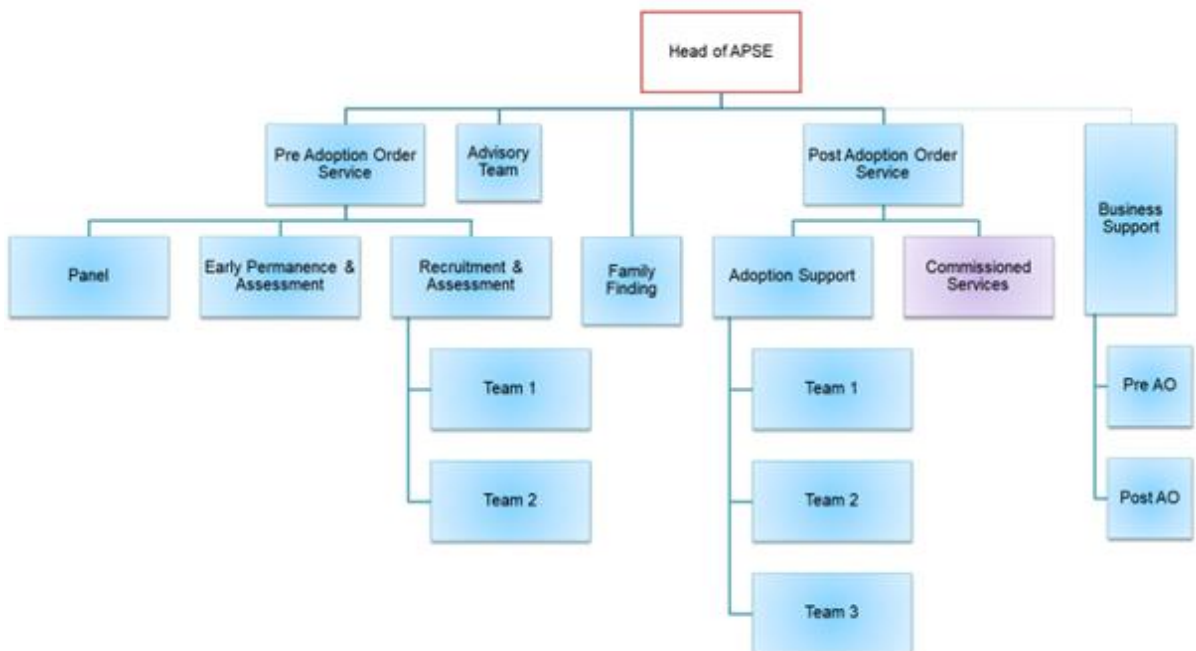 Head of APSE
Pre Adoption Order
Service
Advisory
Team
Post Adoption Order
Service
Business
Support
Panel
Early Permanence &
Assessment
Recruitment &
Assessment
Family
Finding
Adoption Support
Commissioned
Services
Team 1
Team 1
Pre AO
Team 2
Team 2
Post AO
Team 3